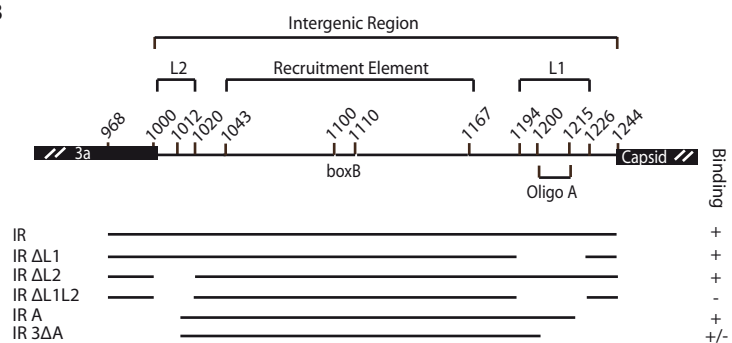 B
Intergenic Region
L2 Recruitment Element L1
968 1000 1012 1020 1043 1100 1110 1167 1194 1200 1215 1226 1244
3a Capsid
boxB
Oligo A
Binding
IR +
IR ΔL1 +
IR ΔL2 +
IR ΔL1L2 -
IR A +
IR 3ΔA +/-